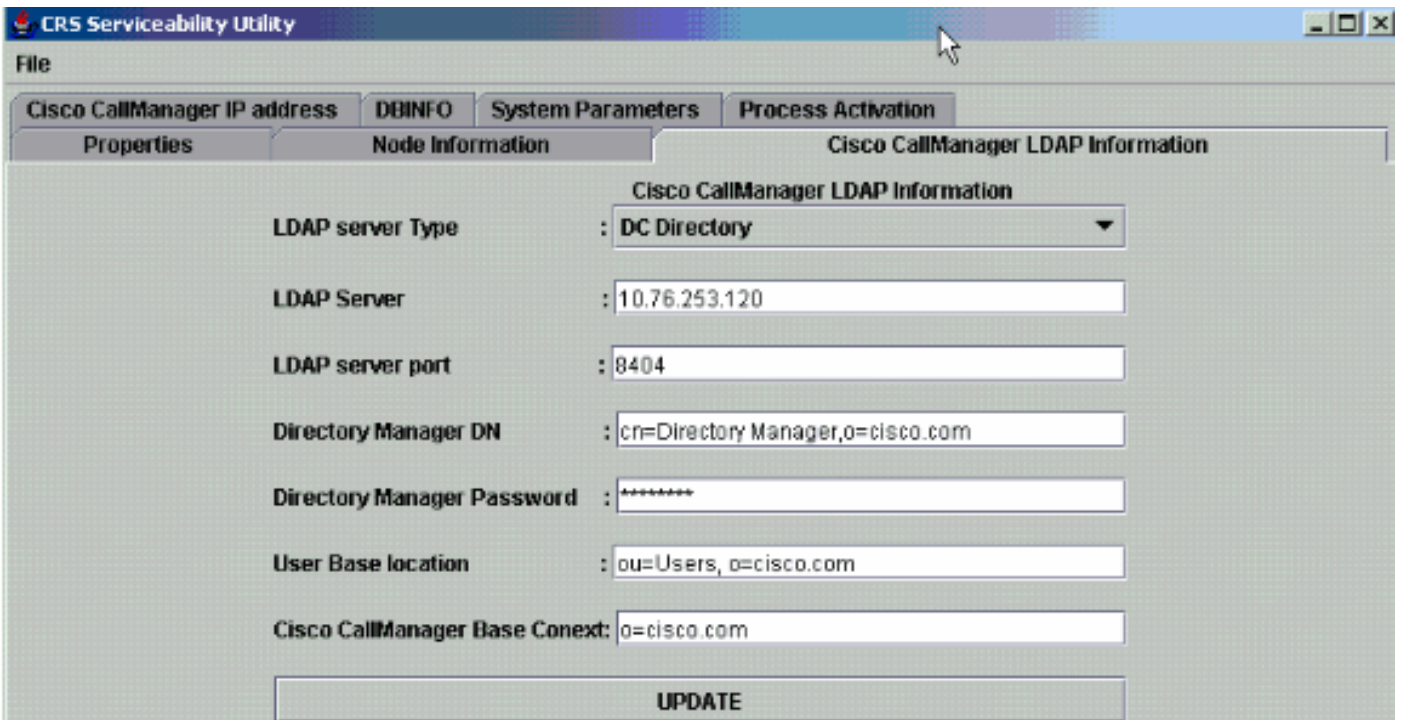 CRS Serviceability Utility
File
Cisco CallManager IP address DBINFO System Parameters Process Activation
Properties Node Information Cisco CallManager LDAP Information
Cisco CallManager LDAP Information
LDAP server Type : DC Directory
LDAP Server : 10.76.253.120
LDAP server port : 8404
Directory Manager DN : cn=Directory Manager,o=cisco.com
Directory Manager Password : ********
User Base location : ou=Users, o=cisco.com
Cisco CallManager Base Conext: o=cisco.com
UPDATE